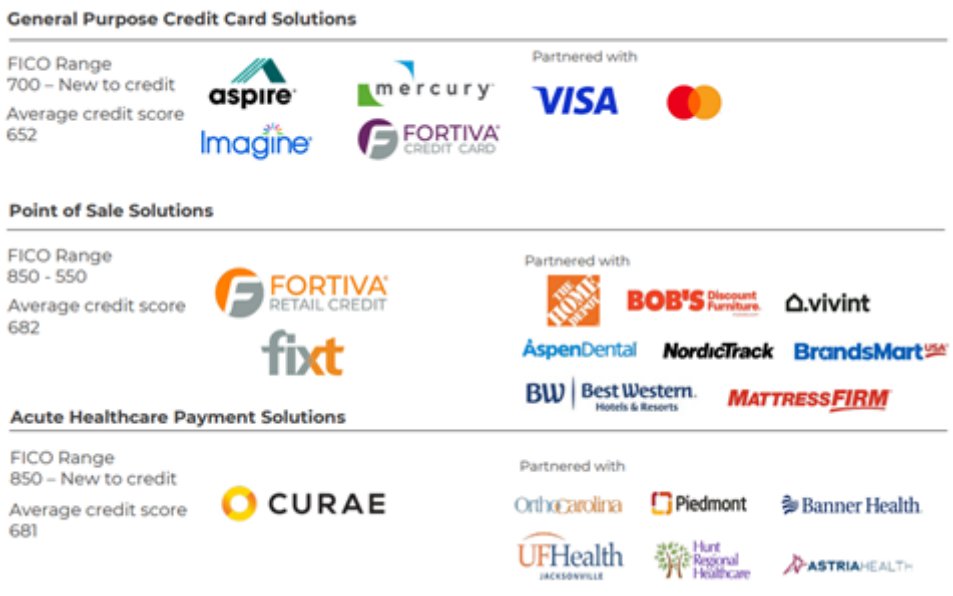 General Purpose Credit Card Solutions
FICO Range
700 – New to credit
Average credit score
652
aspire
mercury
Imagine
FORTIVA
CREDIT CARD
Partnered with
VISA
Point of Sale Solutions
FICO Range
850 - 550
Average credit score
682
FORTIVA
RETAIL CREDIT
fixt
Partnered with
THE
HOME
DEPOT
BOB'S Discount
Furniture.
vivint
AspenDental
NordicTrack
BrandsMart USA
BW Best Western.
Hotels & Resorts
MATTRESSFIRM
Acute Healthcare Payment Solutions
FICO Range
850 – New to credit
Average credit score
681
CURAE
Partnered with
OrthoCarolina
Piedmont
Banner Health
UFHealth
JACKSONVILLE
Hunt
Regional
Healthcare
ASTRIAHEALTH